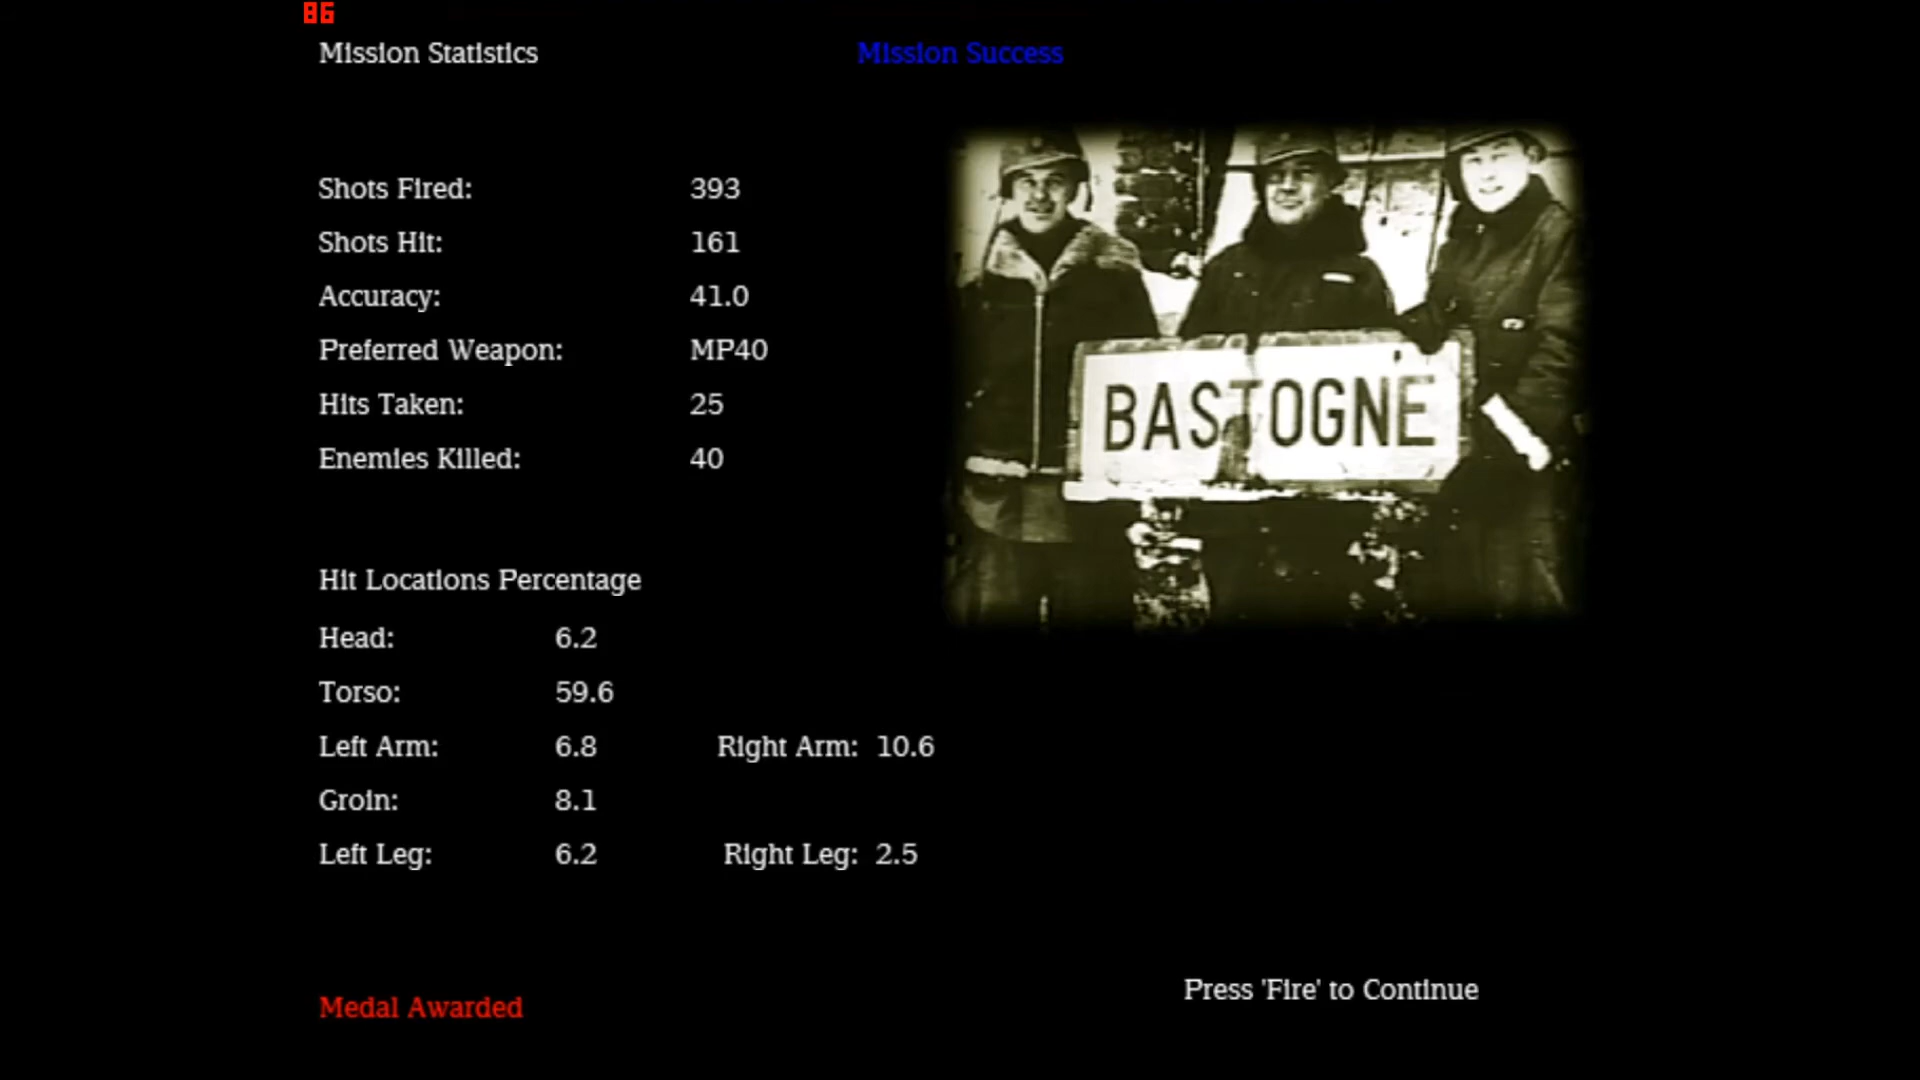 86
Mission Statistics
Mission Success
Shots Fired: 393
Shots Hit: 161
Accuracy: 41.0
Preferred Weapon: MP40
Hits Taken: 25
Enemies Killed: 40
BASTOGNE
Hit Locations Percentage
Head: 6.2
Torso: 59.6
Left Arm: 6.8 Right Arm: 10.6
Groin: 8.1
Left Leg: 6.2 Right Leg: 2.5
Press 'Fire' to Continue
Medal Awarded